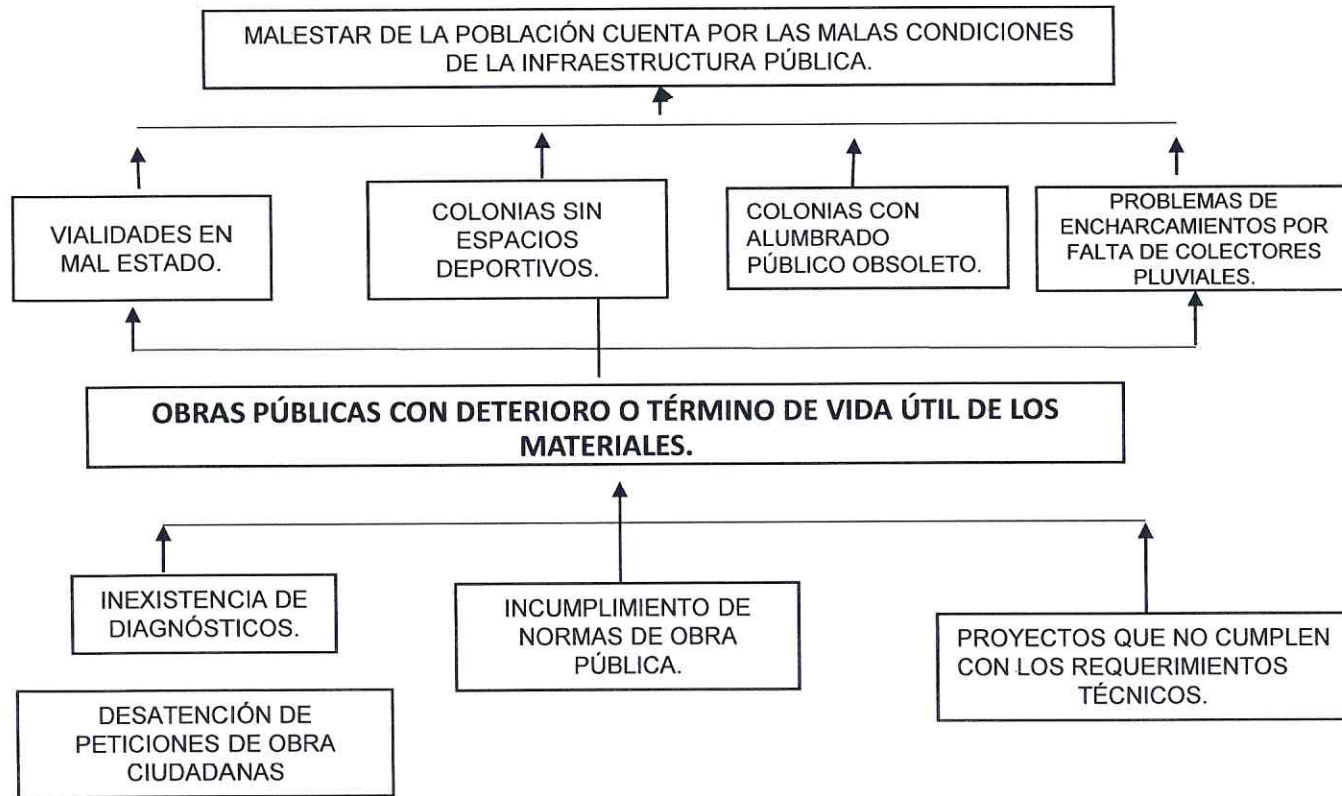 MALESTAR DE LA POBLACIÓN CUENTA POR LAS MALAS CONDICIONES
DE LA INFRAESTRUCTURA PÚBLICA.
VIALIDADES EN
MAL ESTADO.
COLONIAS SIN
ESPACIOS
DEPORTIVOS.
COLONIAS CON
ALUMBRADO
PÚBLICO OBSOLETO.
PROBLEMAS DE
ENCHARCAMIENTOS POR
FALTA DE COLECTORES
PLUVIALES.
OBRAS PÚBLICAS CON DETERIORO O TÉRMINO DE VIDA ÚTIL DE LOS
MATERIALES.
INEXISTENCIA DE
DIAGNÓSTICOS.
INCUMPLIMIENTO DE
NORMAS DE OBRA
PÚBLICA.
PROYECTOS QUE NO CUMPLEN
CON LOS REQUERIMIENTOS
TÉCNICOS.
DESATENCIÓN DE
PETICIONES DE OBRA
CIUDADANAS